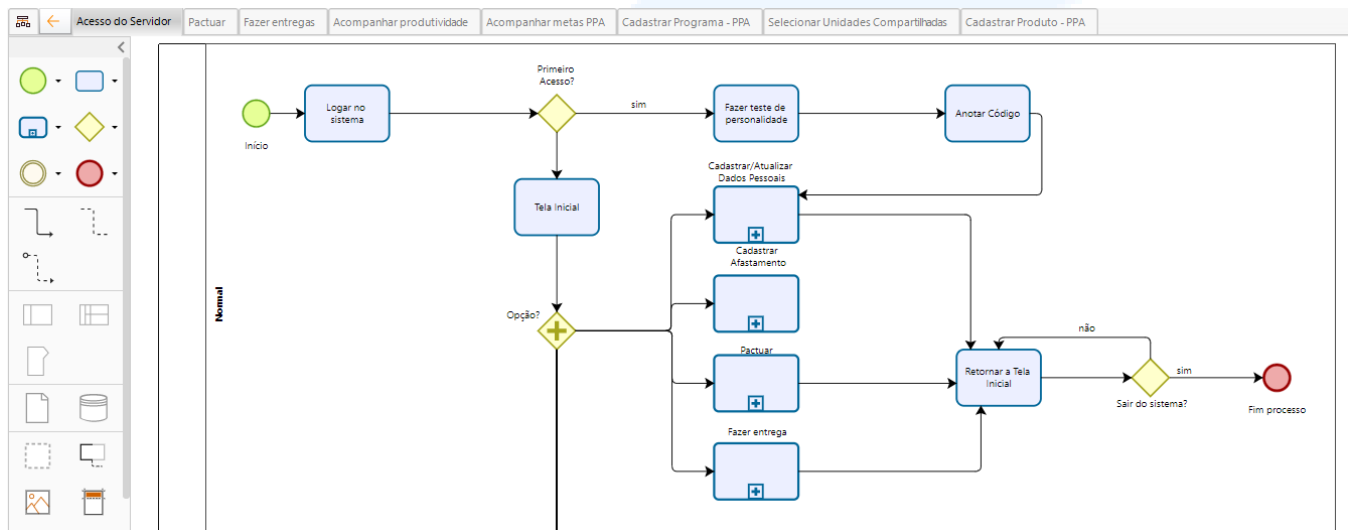 Acesso do Servidor
Pactuar
Fazer entregas
Acompanhar produtividade
Acompanhar metas PPA
Cadastrar Programa - PPA
Selecionar Unidades Compartilhadas
Cadastrar Produto - PPA
Normal
Início
Logar no
sistema
Primeiro
Acesso?
sim
Fazer teste de
personalidade
Anotar Código
Tela Inicial
Cadastrar/Atualizar
Dados Pessoais
Opção?
Cadastrar
Afastamento
Pactuar
Fazer entrega
Retornar a Tela
Inicial
não
Sair do sistema?
sim
Fim processo